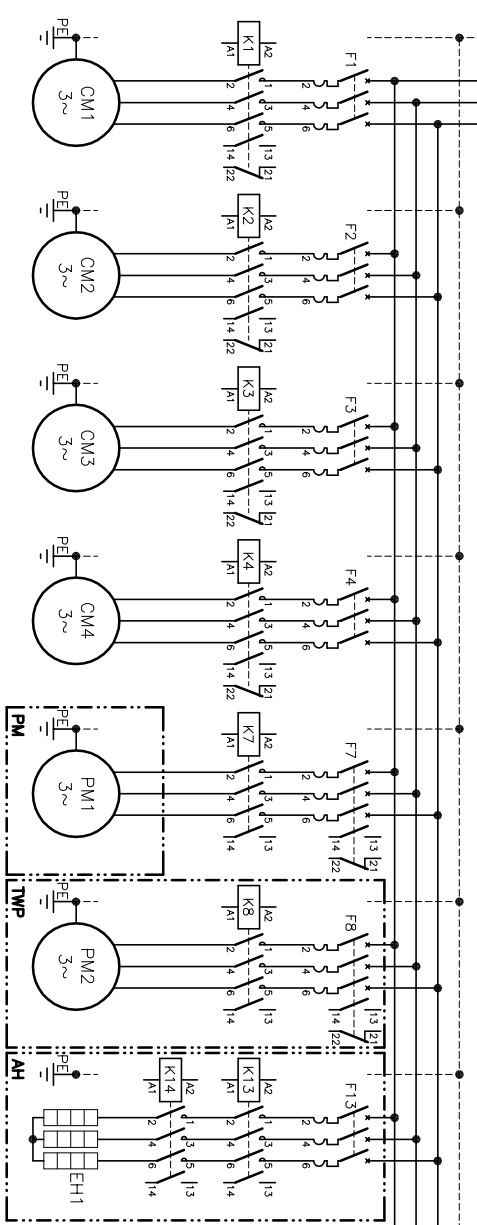 PE
CM1
3~
K1
A1 A2
F1
2 1 2
4 3 4
6 5 6
14 13
22 21
PE
CM2
3~
K2
A1 A2
F2
2 1 2
4 3 4
6 5 6
14 13
22 21
PE
CM3
3~
K3
A1 A2
F3
2 1 2
4 3 4
6 5 6
14 13
22 21
PE
CM4
3~
K4
A1 A2
F4
2 1 2
4 3 4
6 5 6
14 13
22 21
PM
PE
PM1
3~
K7
A1 A2
F7
2 1 2
4 3 4
6 5 6
14 13
14 13
22 21
TWP
PE
PM2
3~
K8
A1 A2
F8
2 1 2
4 3 4
6 5 6
14 13
14 13
22 21
AH
PE
EH1
K14
A1 A2
K13
A1 A2
F13
2 1 2 1 2
4 3 4 3 4
6 5 6 5 6
14 13
14 13